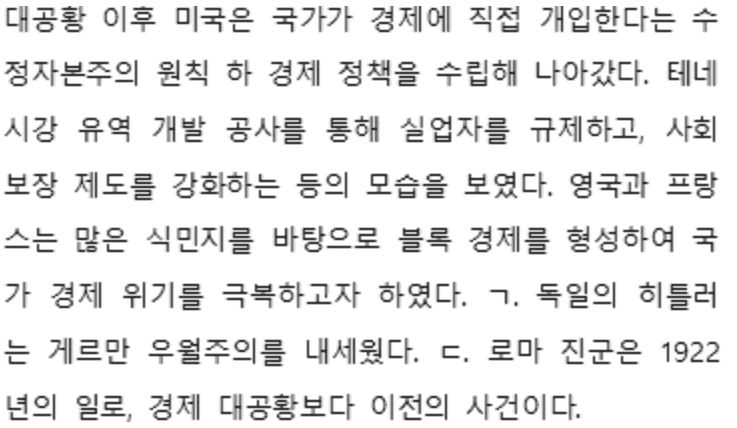 대공황 이후 미국은 국가가 경제에 직접 개입한다는 수
정자본주의 원칙 하 경제 정책을 수립해 나아갔다. 테네
시강 유역 개발 공사를 통해 실업자를 규제하고, 사회
보장 제도를 강화하는 등의 모습을 보였다. 영국과 프랑
스는 많은 식민지를 바탕으로 블록 경제를 형성하여 국
가 경제 위기를 극복하고자 하였다. ㄱ. 독일의 히틀러
는 게르만 우월주의를 내세웠다. ㄷ. 로마 진군은 1922
년의 일로, 경제 대공황보다 이전의 사건이다.